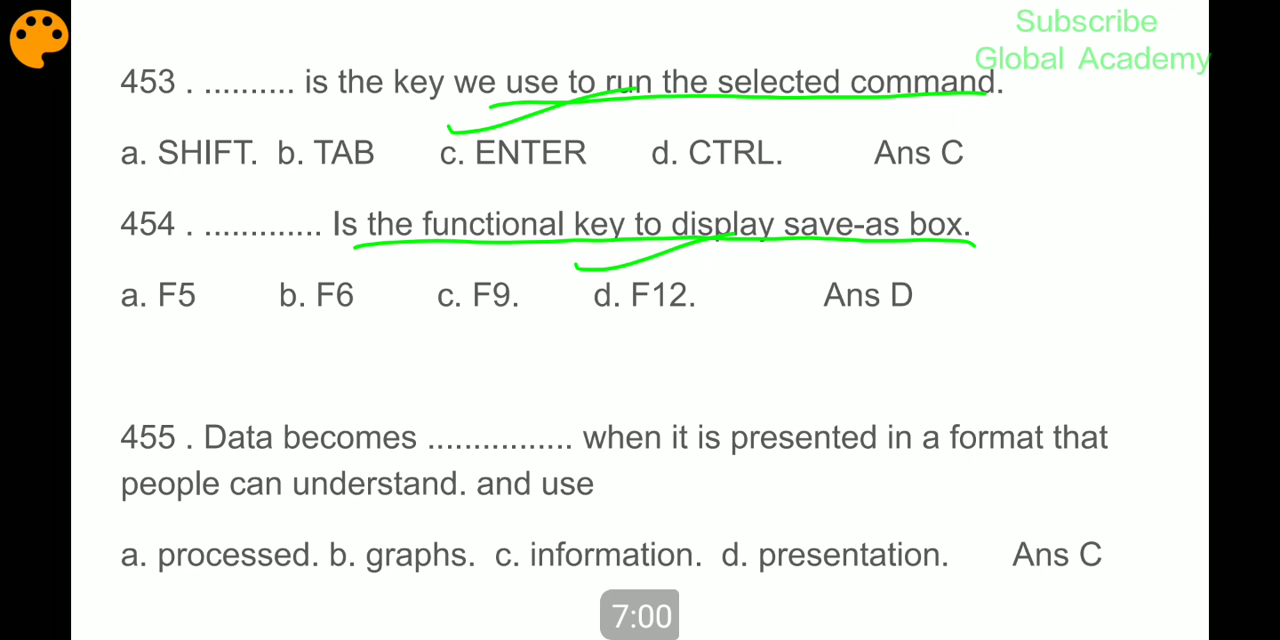 Subscribe
Global Academy
453 . .......... is the key we use to run the selected command.
a. SHIFT. b. TAB c. ENTER d. CTRL. Ans C
454 . ............. Is the functional key to display save-as box.
a. F5 b. F6 c. F9. d. F12. Ans D
455 . Data becomes ................ when it is presented in a format that
people can understand. and use
a. processed. b. graphs. c. information. d. presentation. Ans C
7:00